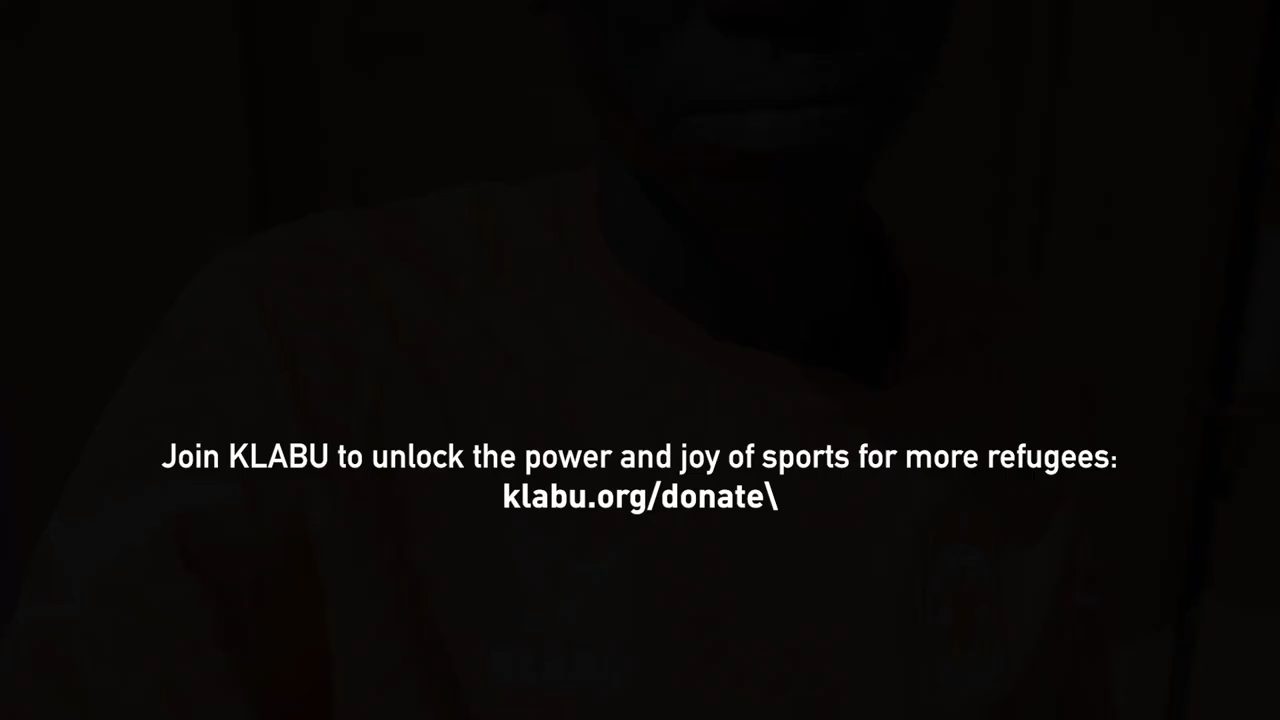 Join KLABU to unlock the power and joy of sports for more refugees:
klabu.org/donate\